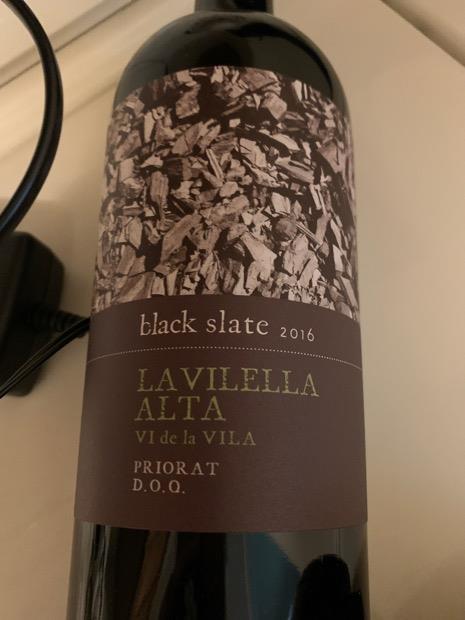 black slate 2016
LA VILELLA
ALTA
VI de la VILA
PRIORAT
D.O.Q.